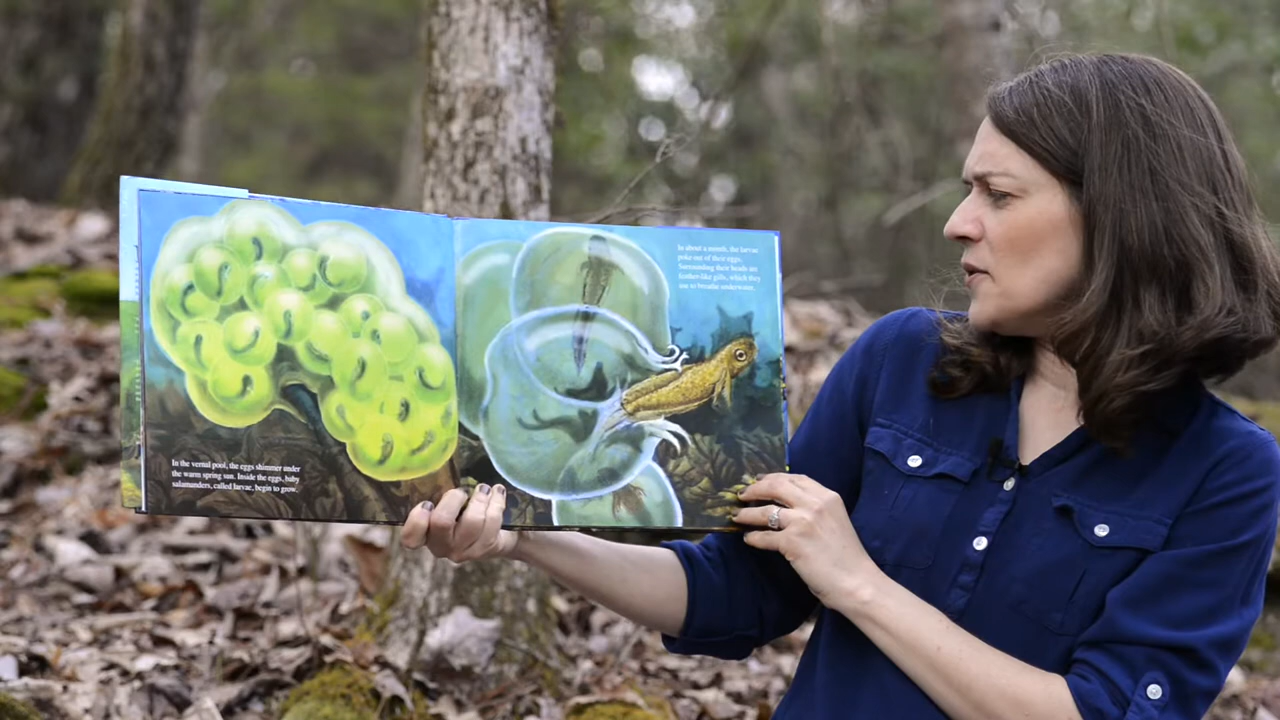 In the vernal pool, the eggs shimmer under
the warm spring sun. Inside the eggs, baby
salamanders, called larvae, begin to grow.
In about a month, the larvae
poke out of their eggs.
Surrounding their heads are
feather-like gills, which they
use to breathe underwater.